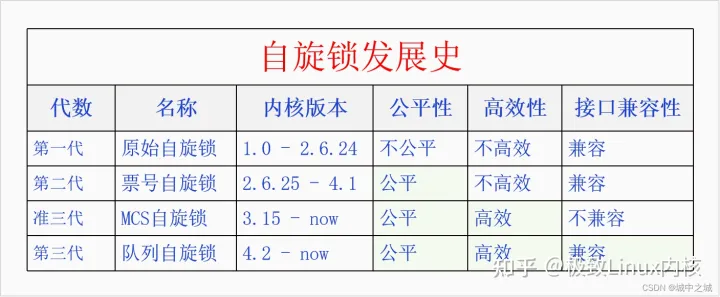 自旋锁发展史
代数 名称 内核版本 公平性 高效性 接口兼容性
第一代 原始自旋锁 1.0 - 2.6.24 不公平 不高效 兼容
第二代 票号自旋锁 2.6.25 - 4.1 公平 不高效 兼容
准三代 MCS自旋锁 3.15 - now 公平 高效 不兼容
第三代 队列自旋锁 4.2 - now 公平 高效 兼容
知乎 @极致Linux内核
CSDN @城中之城